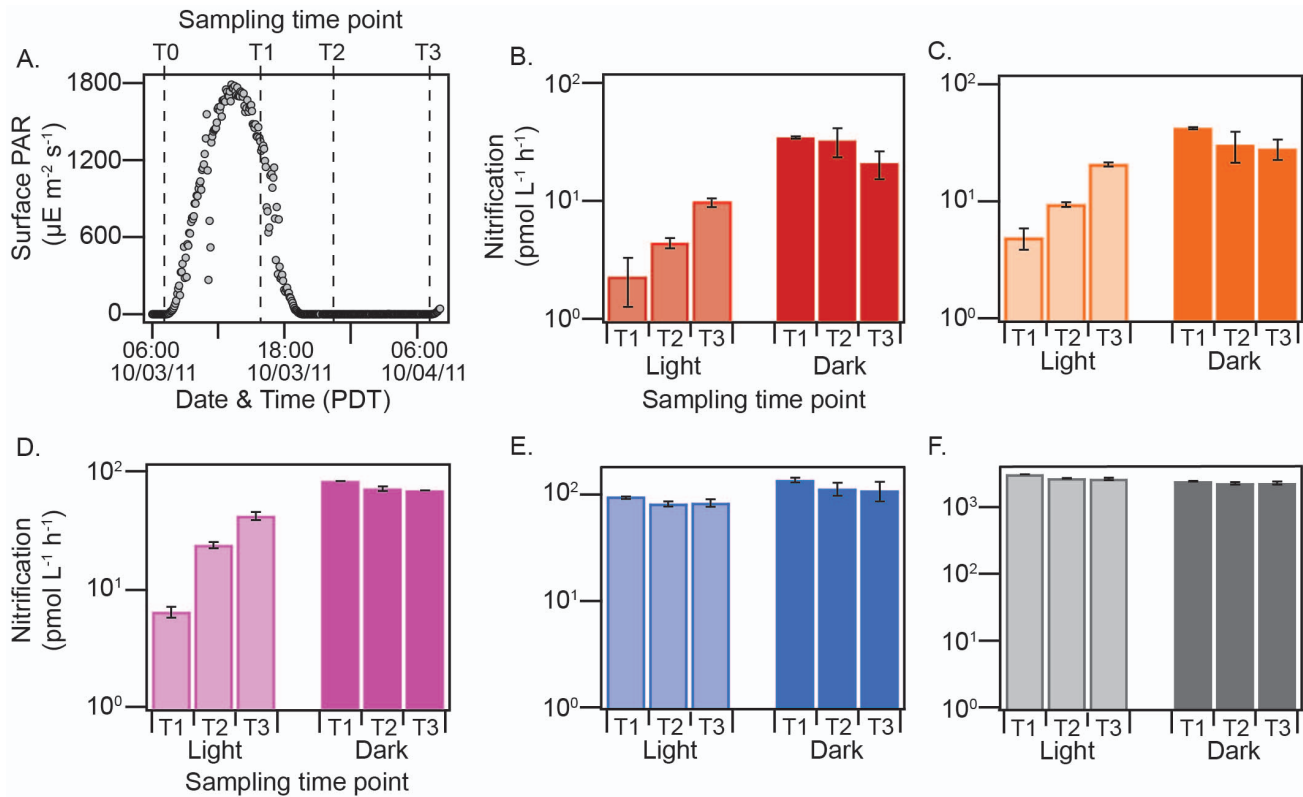 Sampling time point
A.
T0 T1 T2 T3
Surface PAR
(µE m-2 s-1)
1800
1200
600
0
06:00 18:00 06:00
10/03/11 10/03/11 10/04/11
Date & Time (PDT)
B.
Nitrification
(pmol L-1 h-1)
10²
10¹
10⁰
T1 T2 T3 T1 T2 T3
Light Dark
Sampling time point
C.
10²
10¹
10⁰
T1 T2 T3 T1 T2 T3
Light Dark
D.
Nitrification
(pmol L-1 h-1)
10²
10¹
10⁰
T1 T2 T3 T1 T2 T3
Light Dark
Sampling time point
E.
10²
10¹
10⁰
T1 T2 T3 T1 T2 T3
Light Dark
F.
10³
10²
10¹
10⁰
T1 T2 T3 T1 T2 T3
Light Dark